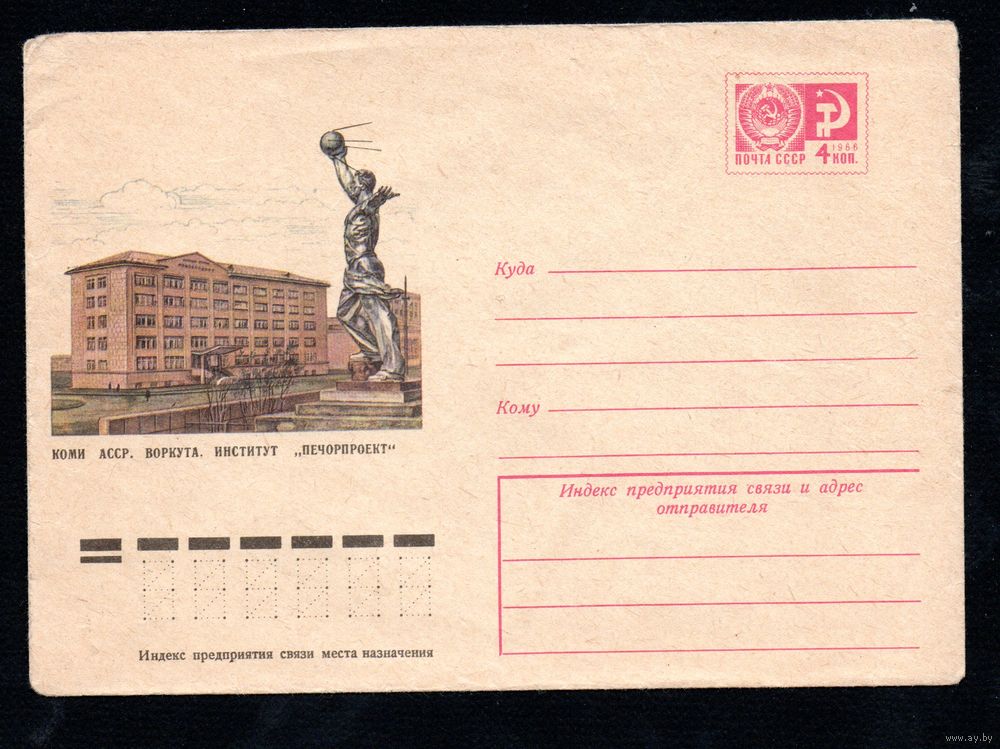 ПОЧТА СССР 4 1966 КОП.
Куда
КОМИ АССР. ВОРКУТА. ИНСТИТУТ „ПЕЧОРПРОЕКТ“
Кому
Индекс предприятия связи и адрес
отправителя
Индекс предприятия связи места назначения
www.ay.by